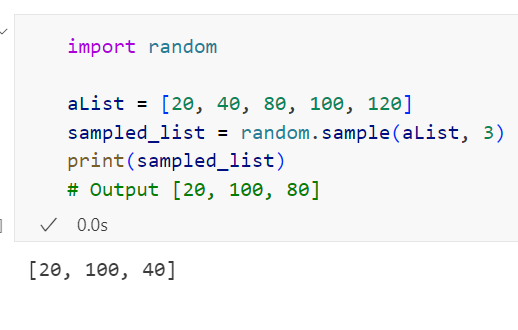 import random
aList = [20, 40, 80, 100, 120]
sampled_list = random.sample(aList, 3)
print(sampled_list)
# Output [20, 100, 80]
] ✓ 0.0s
[20, 100, 40]